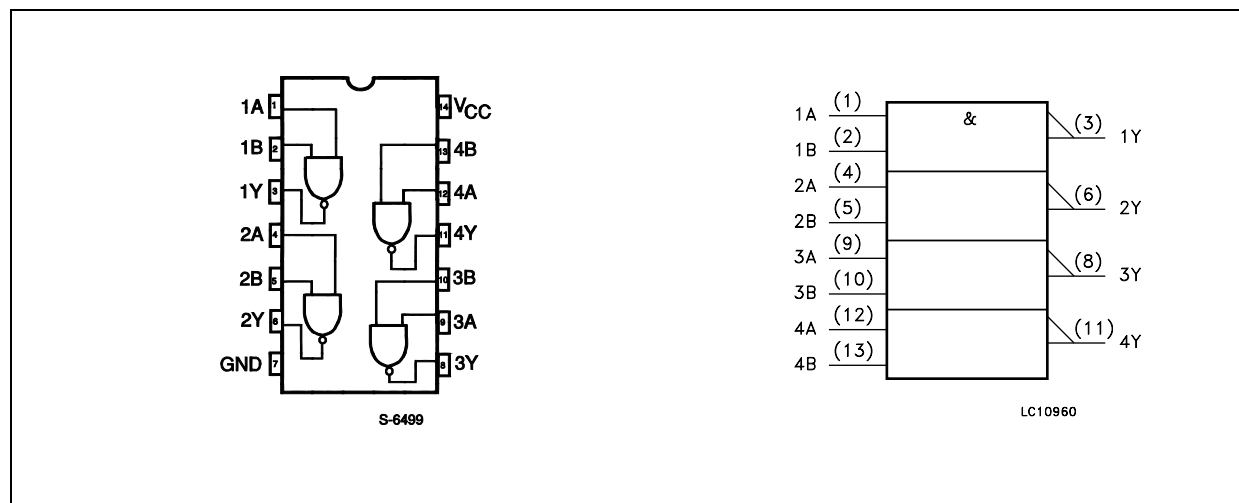 1A 1 14 VCC
1B 2 13 4B
1Y 3 12 4A
2A 4 11 4Y
2B 5 10 3B
2Y 6 9 3A
GND 7 8 3Y
S-6499
&
1A (1)
1B (2)
2A (4)
2B (5)
3A (9)
3B (10)
4A (12)
4B (13)
(3) 1Y
(6) 2Y
(8) 3Y
(11) 4Y
LC10960